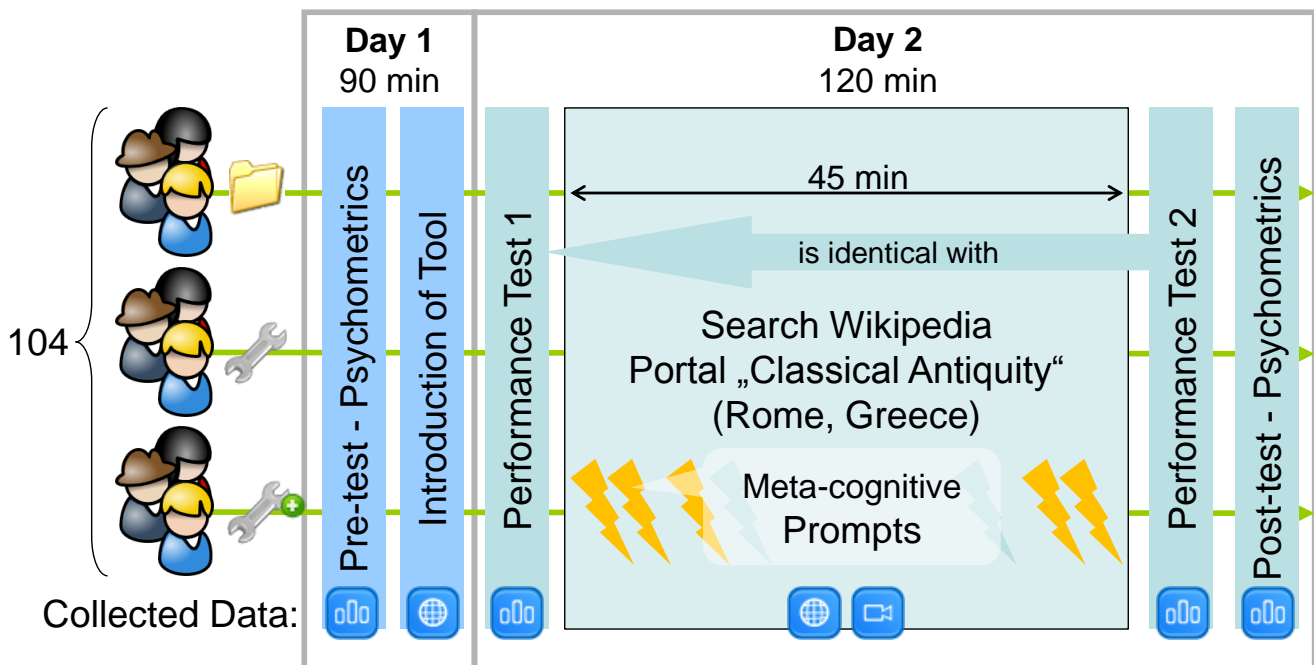 Day 1
90 min
Day 2
120 min
104
Pre-test - Psychometrics
Introduction of Tool
Performance Test 1
45 min
is identical with
Search Wikipedia
Portal „Classical Antiquity“
(Rome, Greece)
Meta-cognitive
Prompts
Performance Test 2
Post-test - Psychometrics
Collected Data: